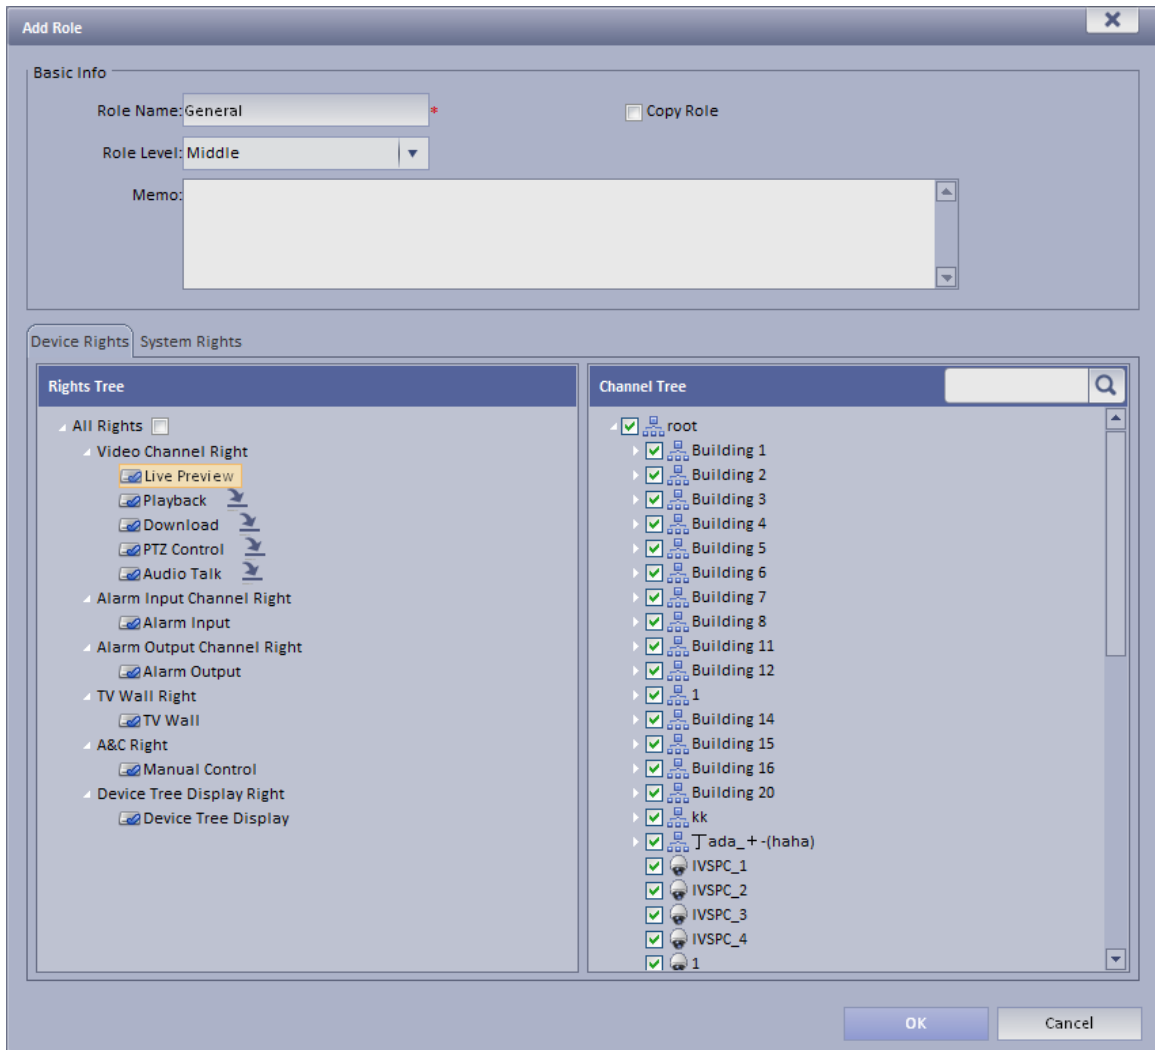 Add Role
Basic Info
Role Name: General *
Copy Role
Role Level: Middle
Memo:
Device Rights
System Rights
Rights Tree
All Rights
Video Channel Right
Live Preview
Playback
Download
PTZ Control
Audio Talk
Alarm Input Channel Right
Alarm Input
Alarm Output Channel Right
Alarm Output
TV Wall Right
TV Wall
A&C Right
Manual Control
Device Tree Display Right
Device Tree Display
Channel Tree
root
Building 1
Building 2
Building 3
Building 4
Building 5
Building 6
Building 7
Building 8
Building 11
Building 12
1
Building 14
Building 15
Building 16
Building 20
kk
丁ada_+-(haha)
IVSPC_1
IVSPC_2
IVSPC_3
IVSPC_4
1
OK
Cancel